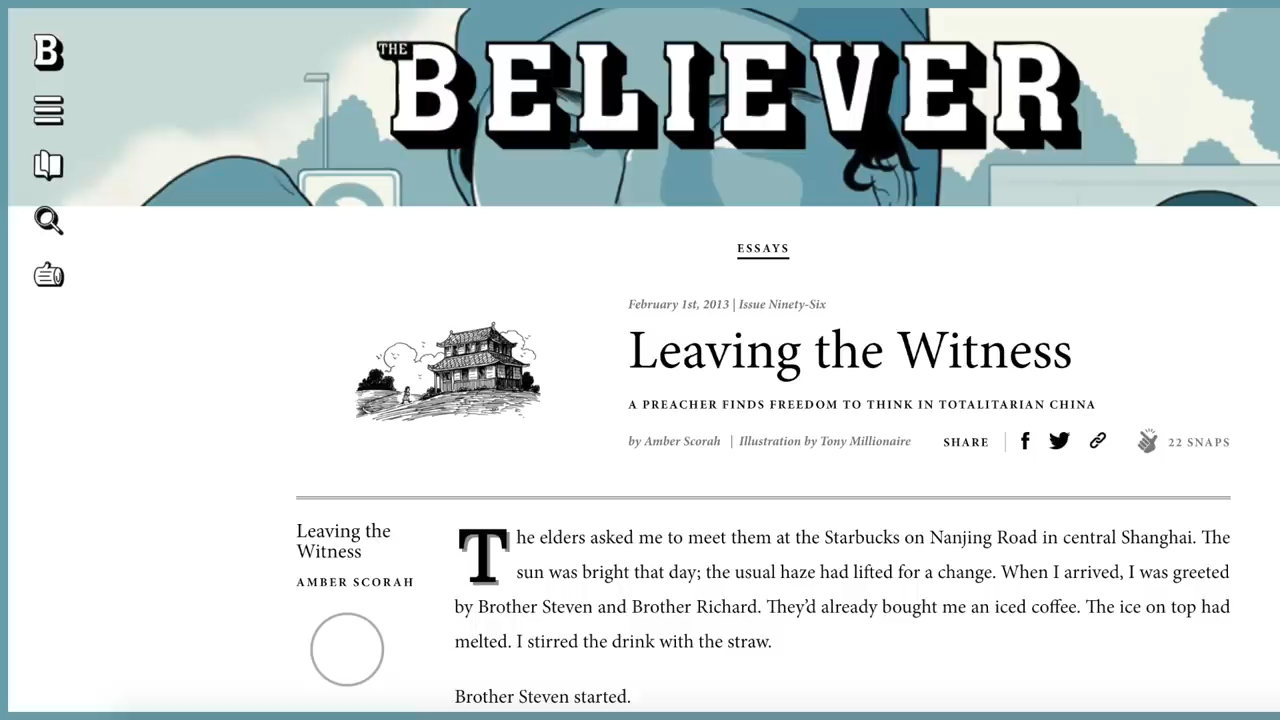 B
THE
BELIEVER
ESSAYS
February 1st, 2013 | Issue Ninety-Six
Leaving the Witness
A PREACHER FINDS FREEDOM TO THINK IN TOTALITARIAN CHINA
by Amber Scorah | Illustration by Tony Millionaire SHARE 22 SNAPS
Leaving the
Witness
AMBER SCORAH
The elders asked me to meet them at the Starbucks on Nanjing Road in central Shanghai. The
sun was bright that day; the usual haze had lifted for a change. When I arrived, I was greeted
by Brother Steven and Brother Richard. They’d already bought me an iced coffee. The ice on top had
melted. I stirred the drink with the straw.
Brother Steven started.